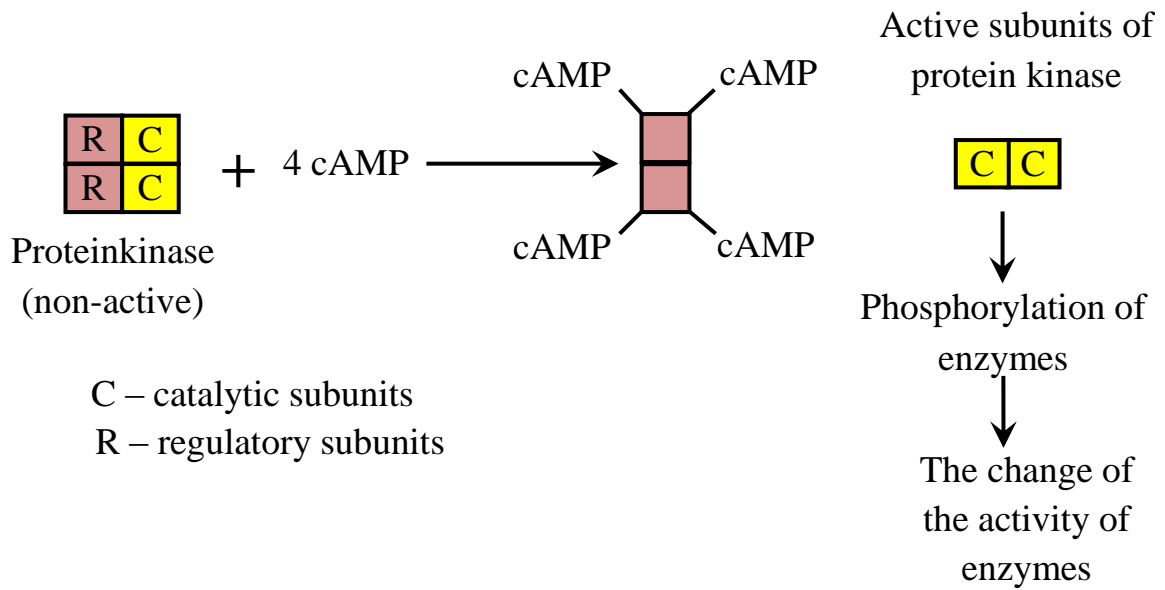 R C
R C
+ 4 cAMP
Proteinkinase
(non-active)
cAMP cAMP
cAMP cAMP
Active subunits of
protein kinase
C C
Phosphorylation of
enzymes
The change of
the activity of
enzymes
C – catalytic subunits
R – regulatory subunits